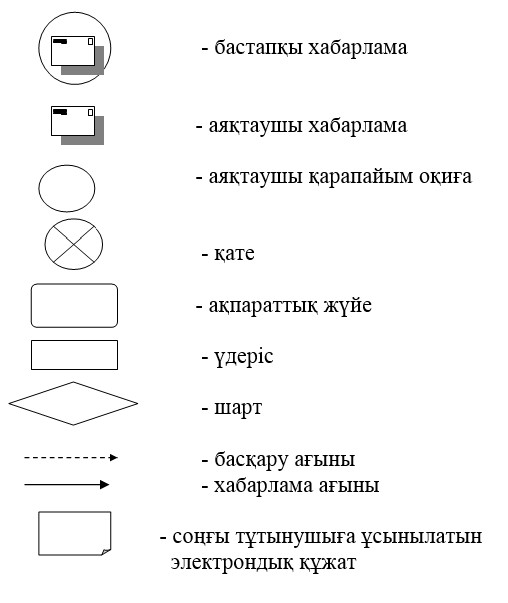 - бастапқы хабарлама
- аяқтаушы хабарлама
- аяқтаушы қарапайым оқиға
- қате
- ақпараттық жүйе
- үдеріс
- шарт
- басқару ағыны
- хабарлама ағыны
- соңғы тұтынушыға ұсынылатын
электрондық құжат